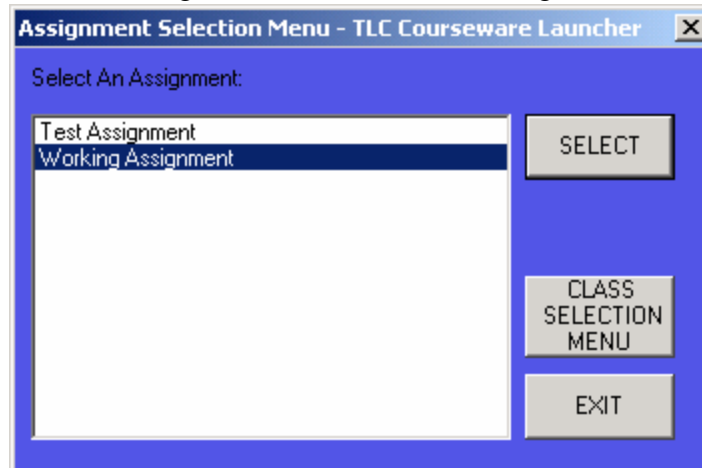 Assignment Selection Menu - TLC Courseware Launcher
Select An Assignment:
Test Assignment
Working Assignment
SELECT
CLASS
SELECTION
MENU
EXIT